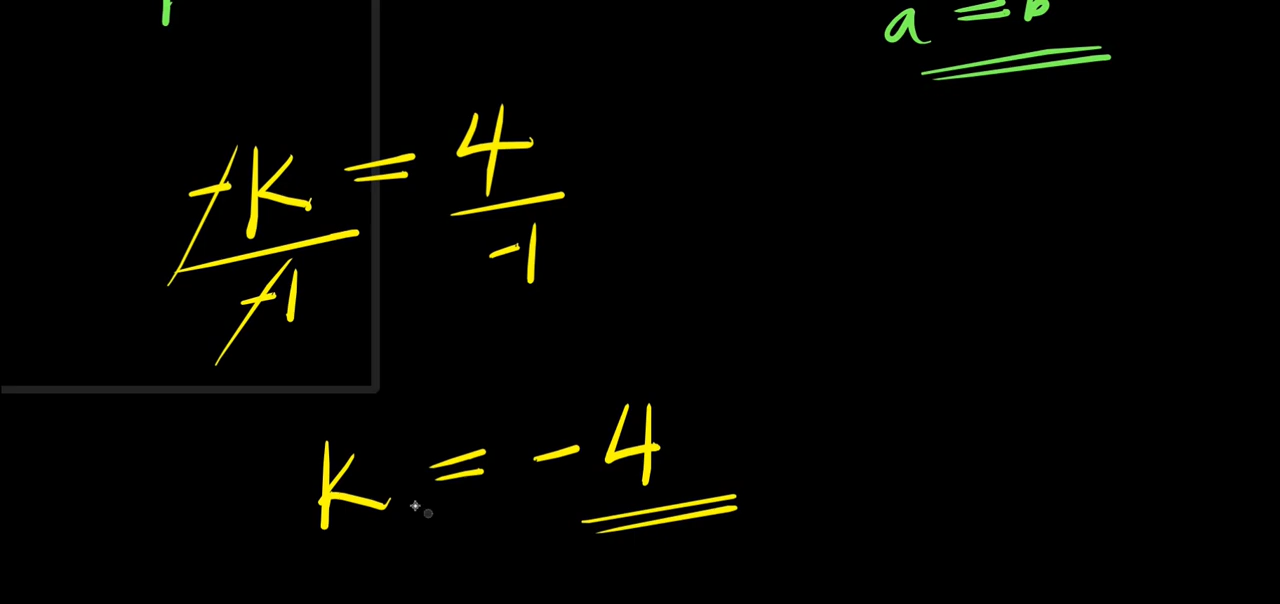 a = b
-K/-1 = 4/-1
K = -4